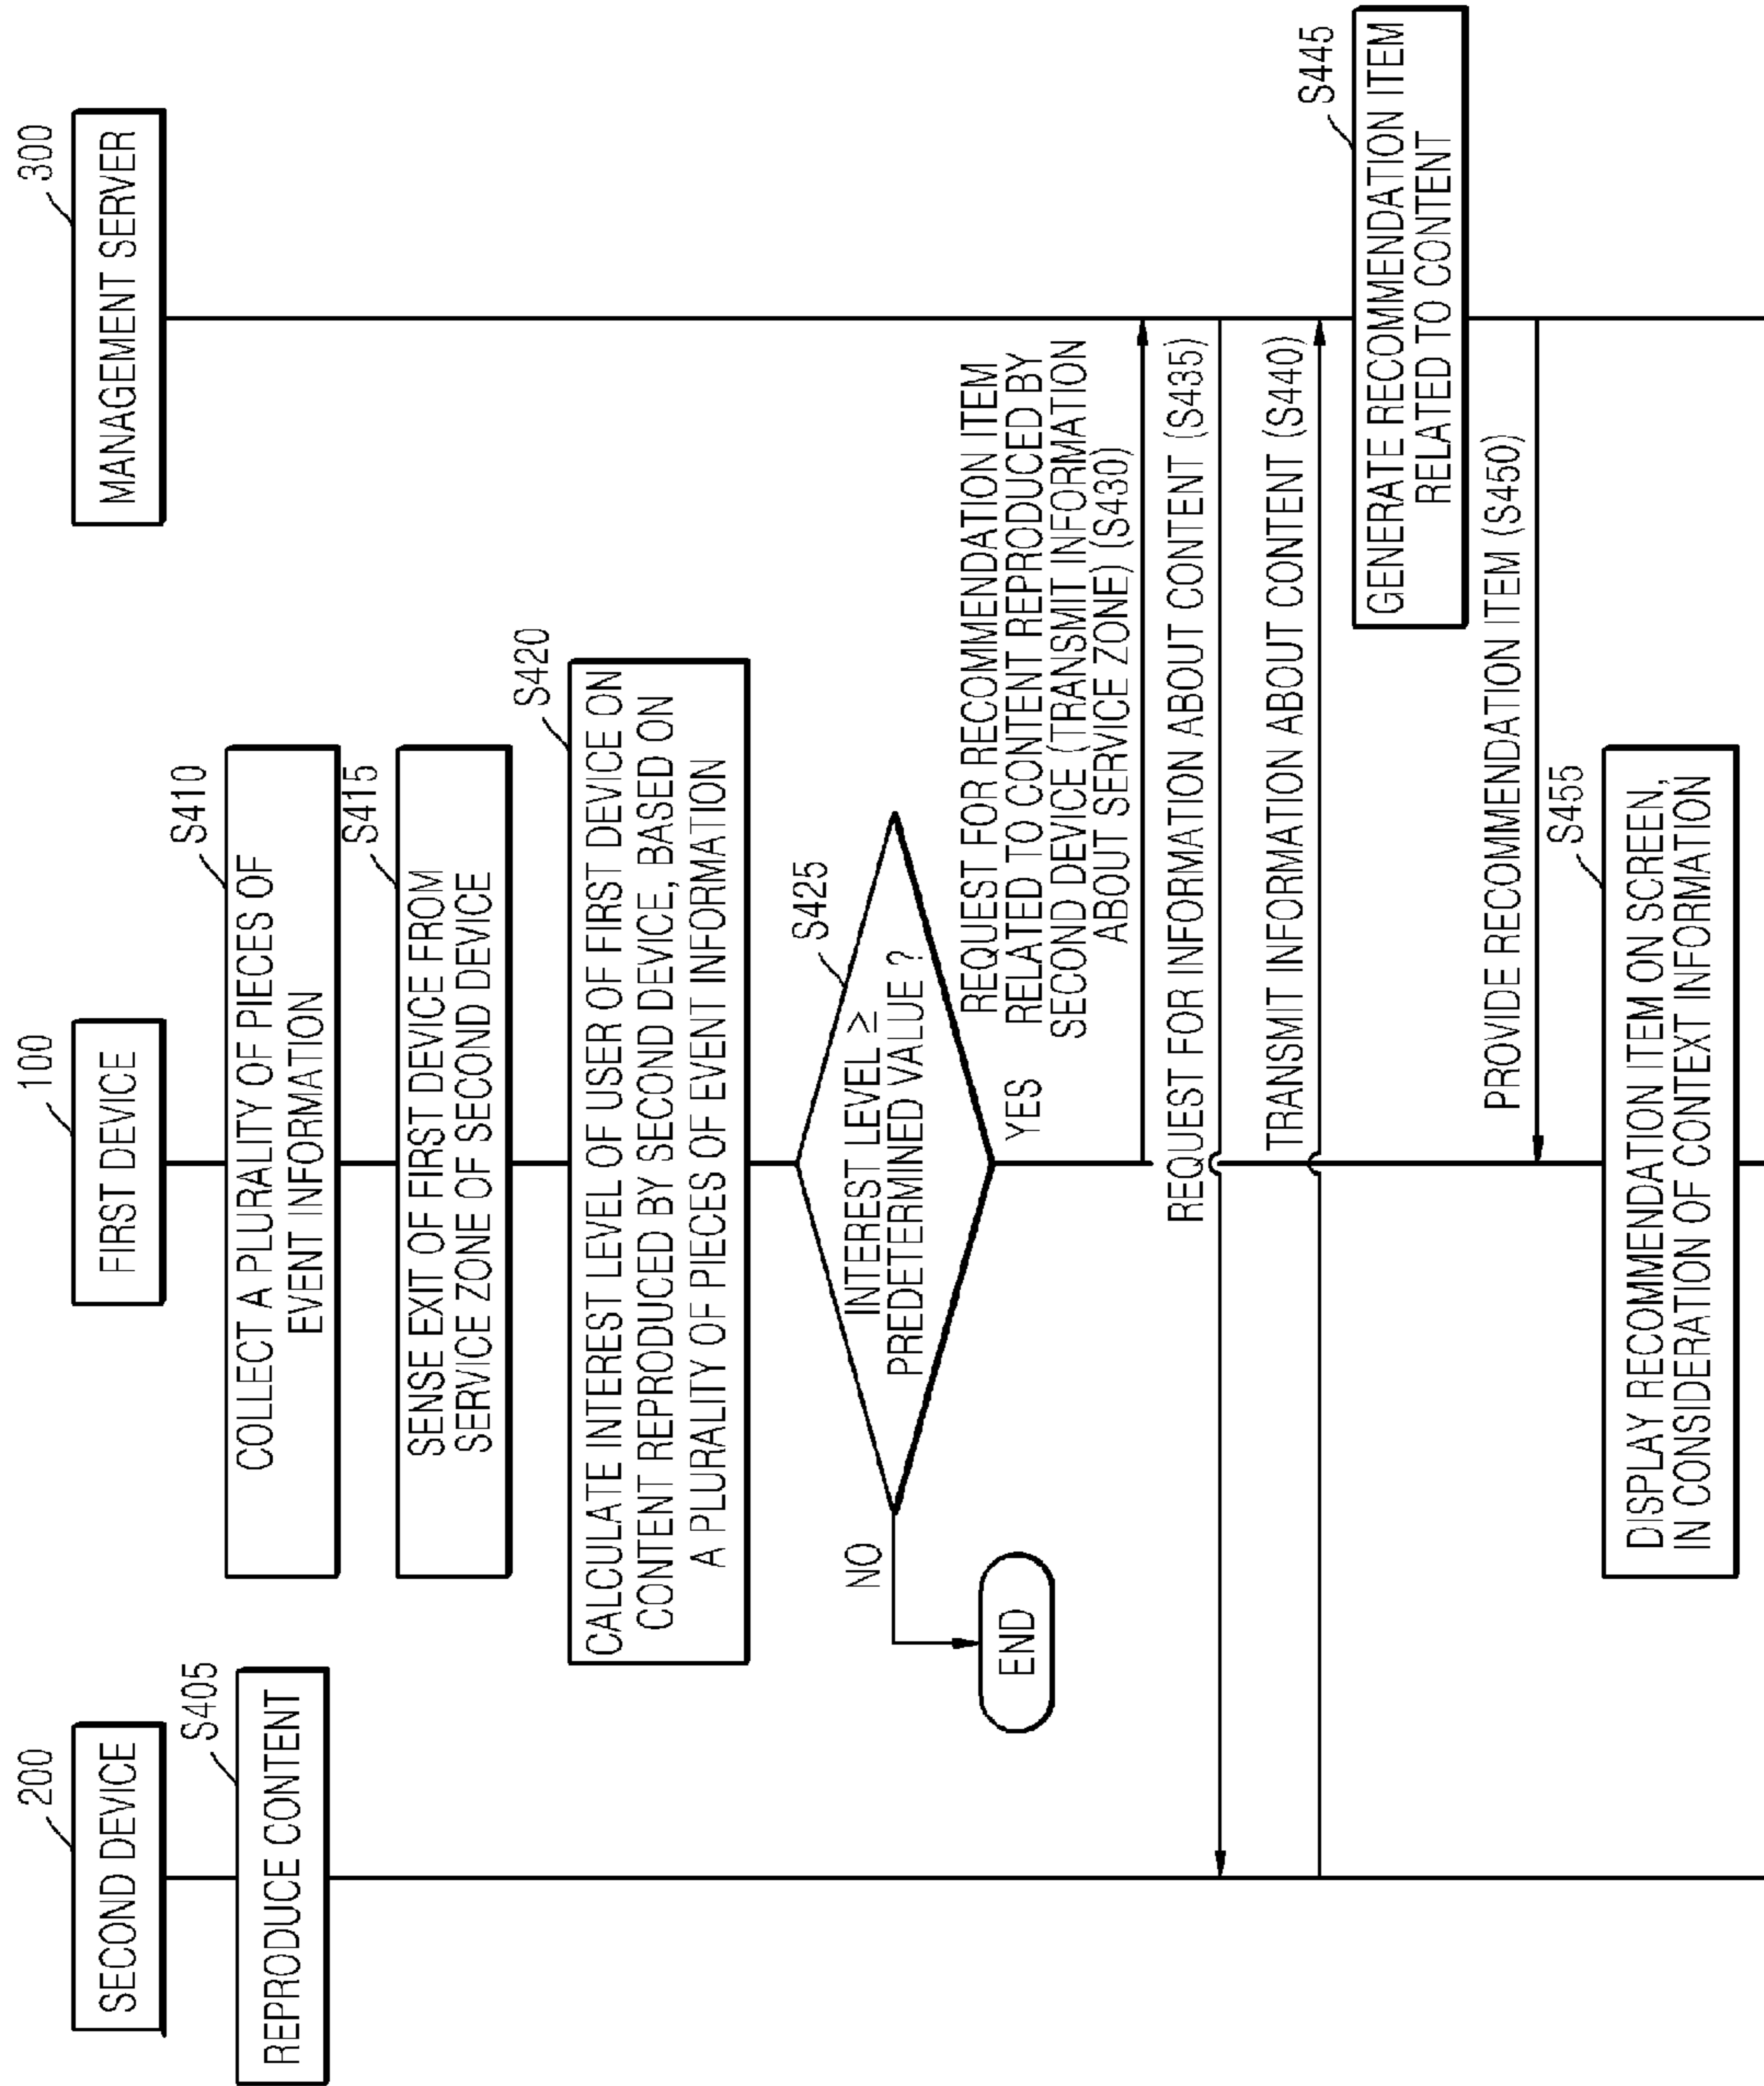 200
SECOND DEVICE
100
FIRST DEVICE
300
MANAGEMENT SERVER
S405
REPRODUCE CONTENT
S410
COLLECT A PLURALITY OF PIECES OF
EVENT INFORMATION
S415
SENSE EXIT OF FIRST DEVICE FROM
SERVICE ZONE OF SECOND DEVICE
S420
CALCULATE INTEREST LEVEL OF USER OF FIRST DEVICE ON
CONTENT REPRODUCED BY SECOND DEVICE, BASED ON
A PLURALITY OF PIECES OF EVENT INFORMATION
S425
INTEREST LEVEL ≥
PREDETERMINED VALUE ?
NO
END
YES
REQUEST FOR RECOMMENDATION ITEM
RELATED TO CONTENT REPRODUCED BY
SECOND DEVICE (TRANSMIT INFORMATION
ABOUT SERVICE ZONE) (S430)
REQUEST FOR INFORMATION ABOUT CONTENT (S435)
TRANSMIT INFORMATION ABOUT CONTENT (S440)
S445
GENERATE RECOMMENDATION ITEM
RELATED TO CONTENT
PROVIDE RECOMMENDATION ITEM (S450)
S455
DISPLAY RECOMMENDATION ITEM ON SCREEN,
IN CONSIDERATION OF CONTEXT INFORMATION